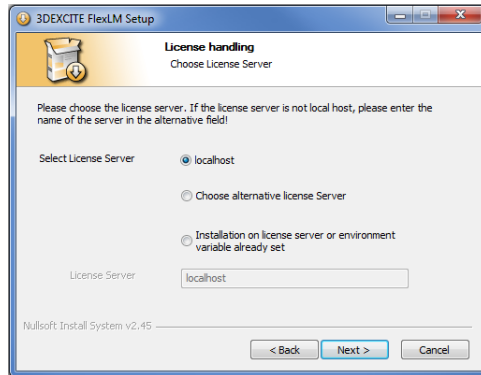 3DEXCITE FlexLM Setup
License handling
Choose License Server
Please choose the license server. If the license server is not local host, please enter the
name of the server in the alternative field!
Select License Server
localhost
Choose alternative license Server
Installation on license server or environment
variable already set
License Server
localhost
Nullsoft Install System v2.45
< Back
Next >
Cancel